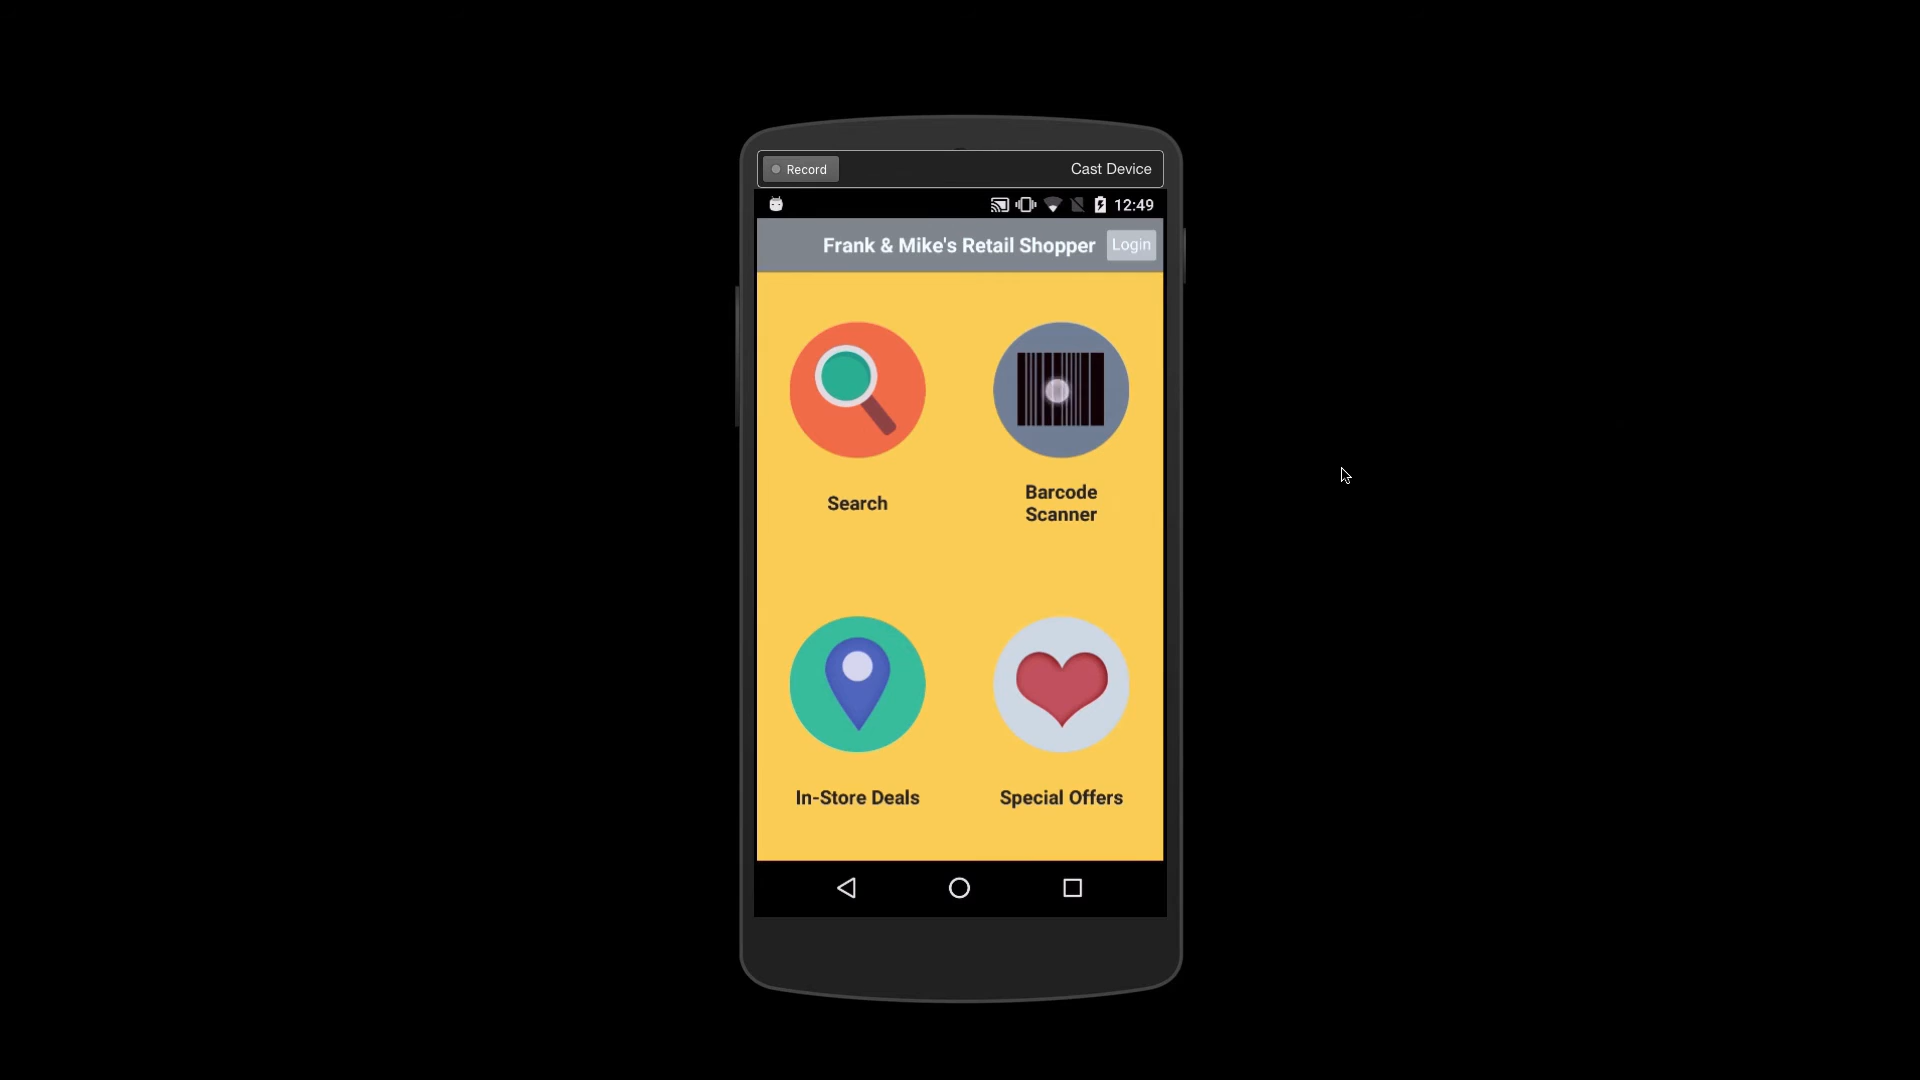 Record
Cast Device
12:49
Frank & Mike's Retail Shopper
Login
Search
Barcode
Scanner
In-Store Deals
Special Offers